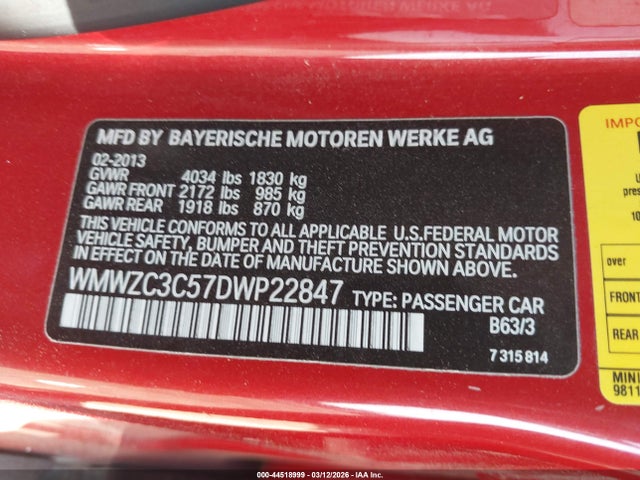 MFD BY BAYERISCHE MOTOREN WERKE AG
02-2013
GVWR 4034 lbs 1830 kg
GAWR FRONT 2172 lbs 985 kg
GAWR REAR 1918 lbs 870 kg
THIS VEHICLE CONFORMS TO ALL APPLICABLE U.S.FEDERAL MOTOR
VEHICLE SAFETY, BUMPER AND THEFT PREVENTION STANDARDS
IN EFFECT ON THE DATE OF MANUFACTURE SHOWN ABOVE.
WMWZC3C57DWP22847 TYPE: PASSENGER CAR
B63/3
7 315 814
over
FRONT
REAR
MINI
9811
000-44518999 | 03/12/2026 - IAA, Inc.